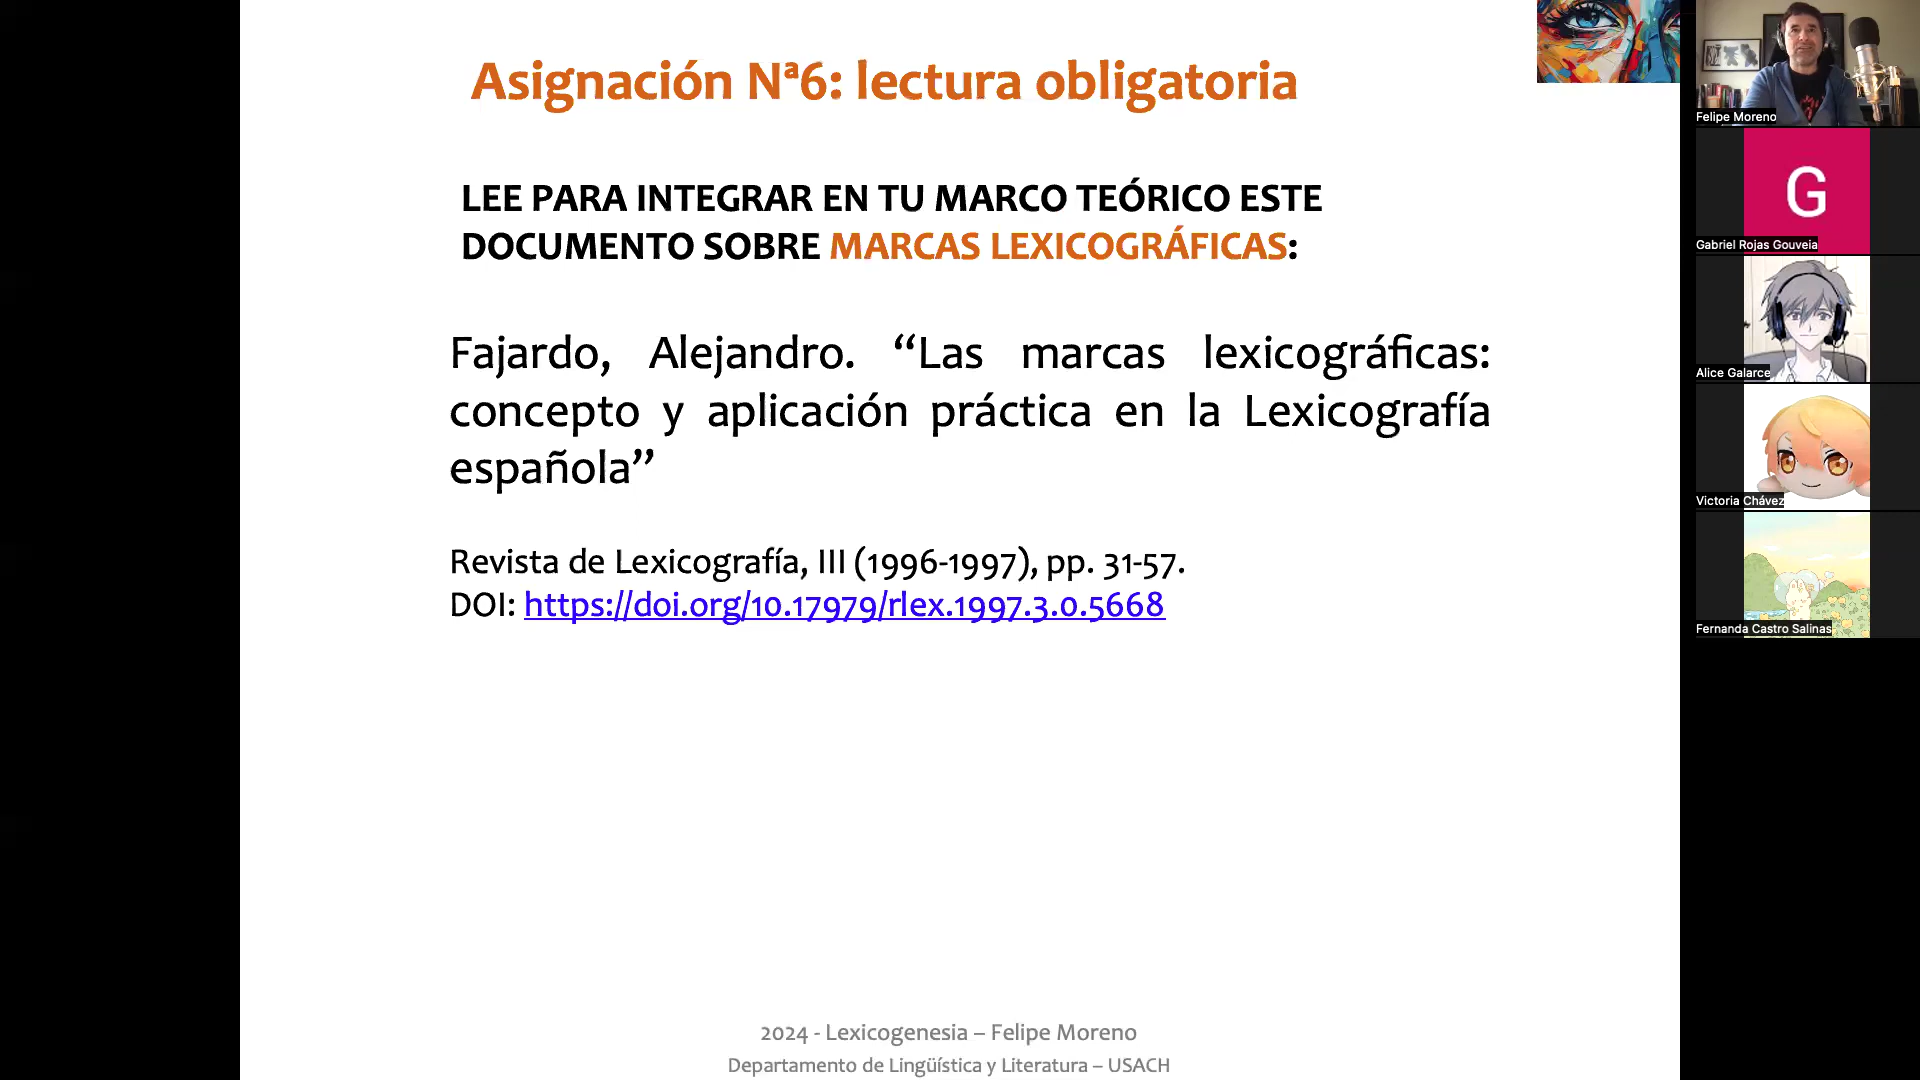 Asignación Nª6: lectura obligatoria
LEE PARA INTEGRAR EN TU MARCO TEÓRICO ESTE
DOCUMENTO SOBRE MARCAS LEXICOGRÁFICAS:
Fajardo, Alejandro. “Las marcas lexicográficas:
concepto y aplicación práctica en la Lexicografía
española”
Revista de Lexicografía, III (1996-1997), pp. 31-57.
DOI: https://doi.org/10.17979/rlex.1997.3.0.5668
2024 - Lexicogenesia – Felipe Moreno
Departamento de Lingüística y Literatura – USACH
Felipe Moreno
G
Gabriel Rojas Gouveia
Alice Galarce
Victoria Chávez
Fernanda Castro Salinas